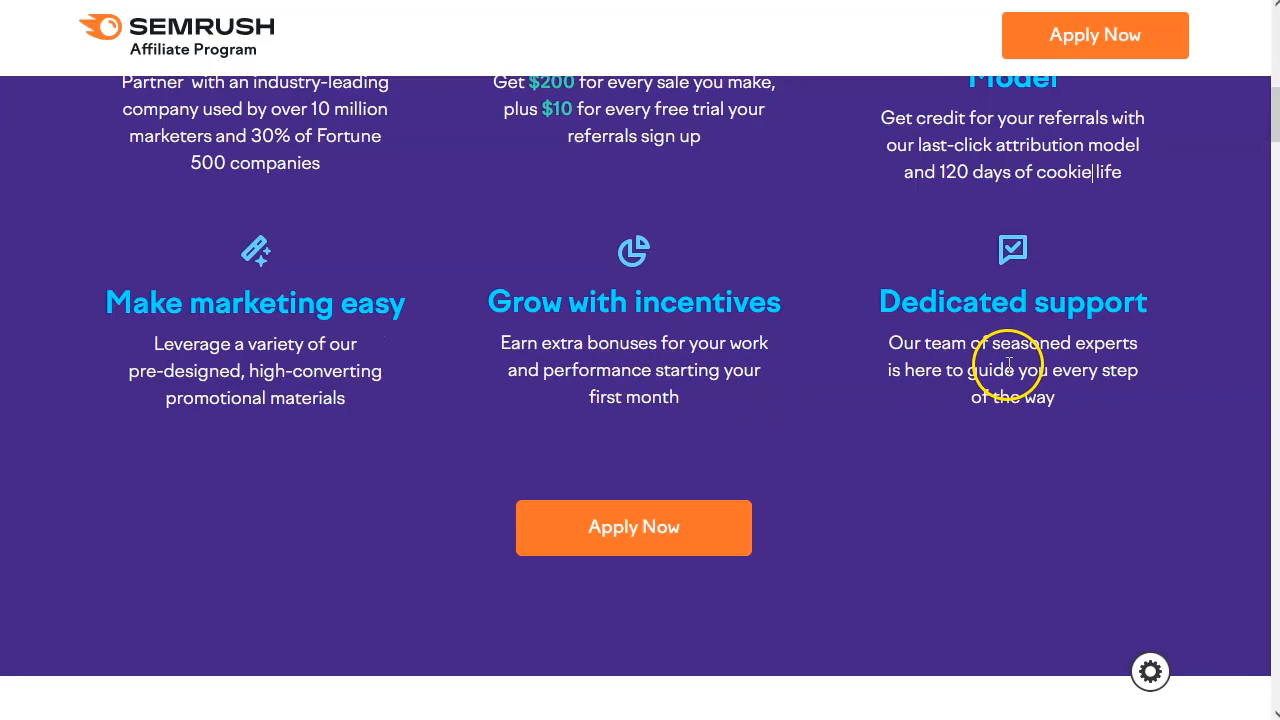 SEMRUSH
Affiliate Program
Apply Now
Partner with an industry-leading
company used by over 10 million
marketers and 30% of Fortune
500 companies
Get $200 for every sale you make,
plus $10 for every free trial your
referrals sign up
Model
Get credit for your referrals with
our last-click attribution model
and 120 days of cookie life
Make marketing easy
Leverage a variety of our
pre-designed, high-converting
promotional materials
Grow with incentives
Earn extra bonuses for your work
and performance starting your
first month
Dedicated support
Our team of seasoned experts
is here to guide you every step
of the way
Apply Now